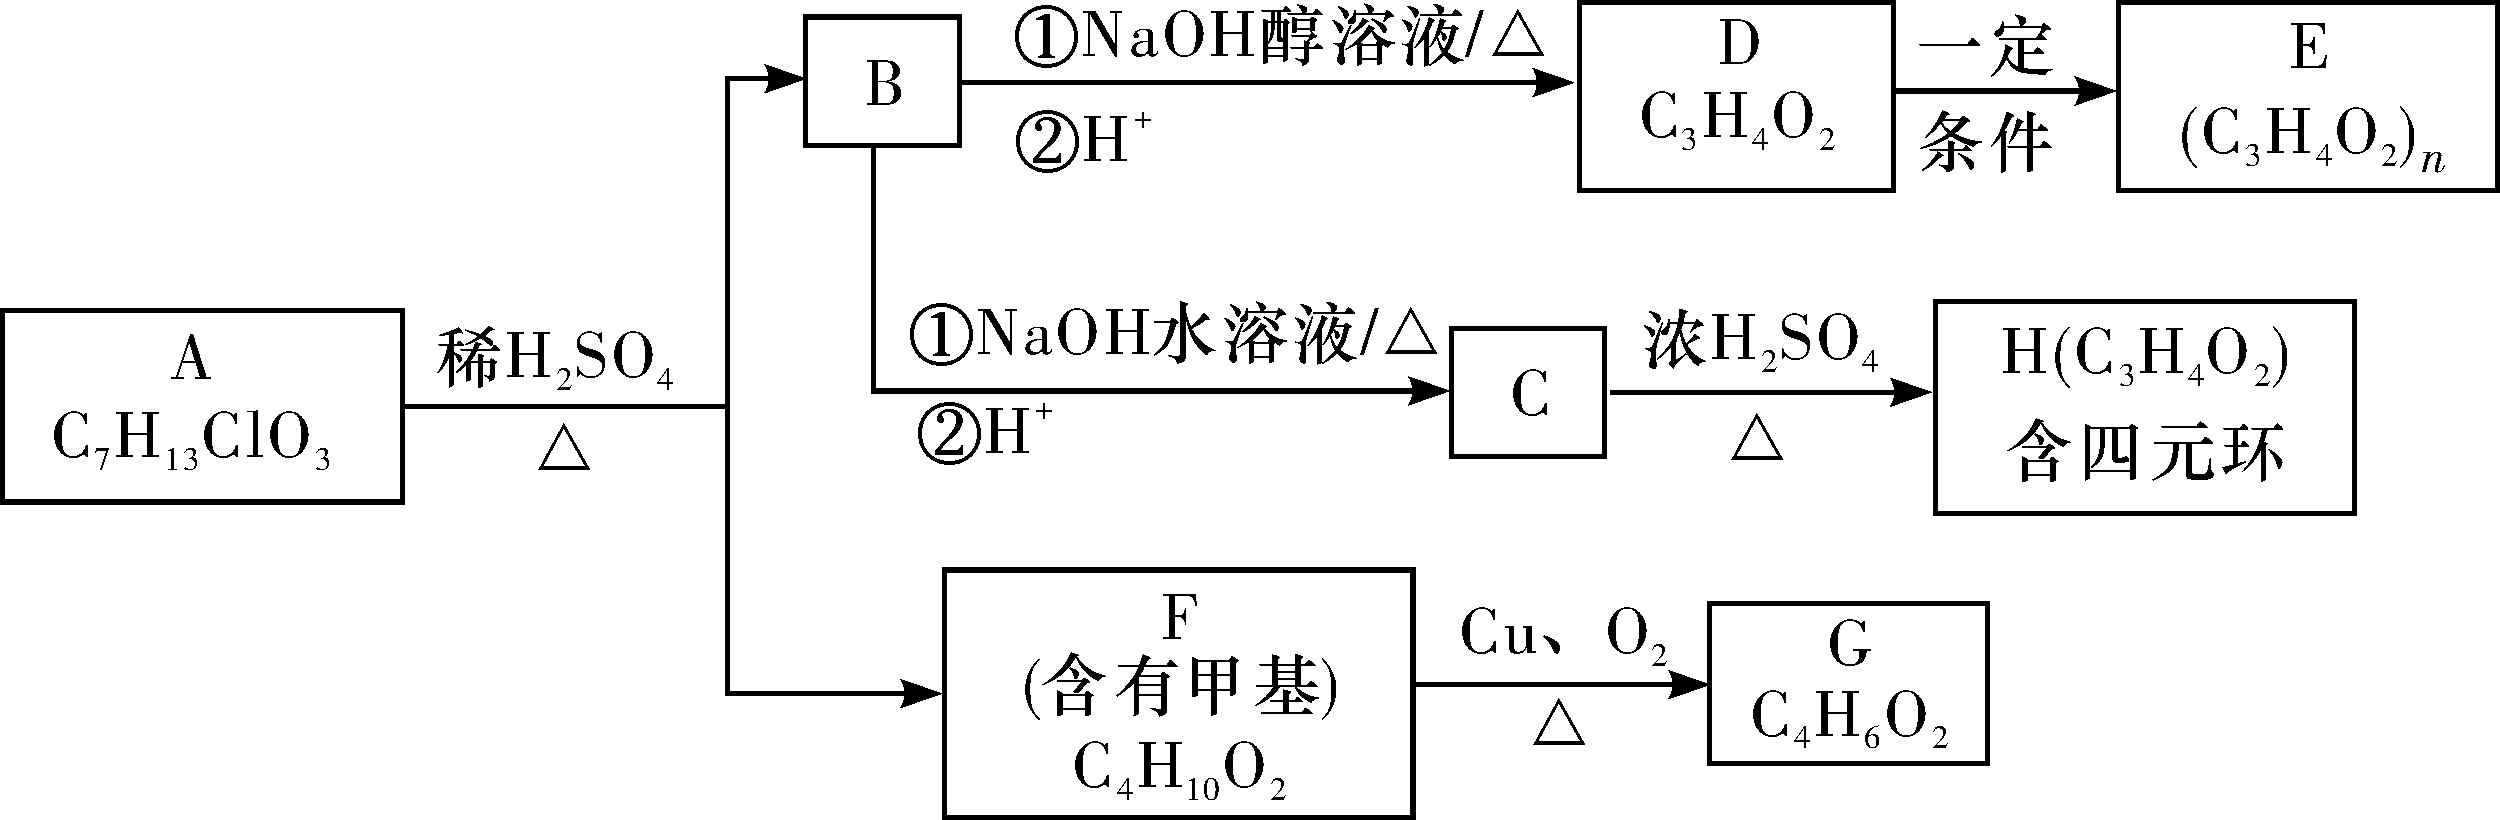 B
①NaOH醇溶液/△
②H⁺
D
C₃H₄O₂
一定
条件
E
(C₃H₄O₂)ₙ
A
C₇H₁₃ClO₃
稀H₂SO₄
△
①NaOH水溶液/△
②H⁺
C
浓H₂SO₄
△
H(C₃H₄O₂)
含四元环
F
(含有甲基)
C₄H₁₀O₂
Cu、O₂
△
G
C₄H₆O₂